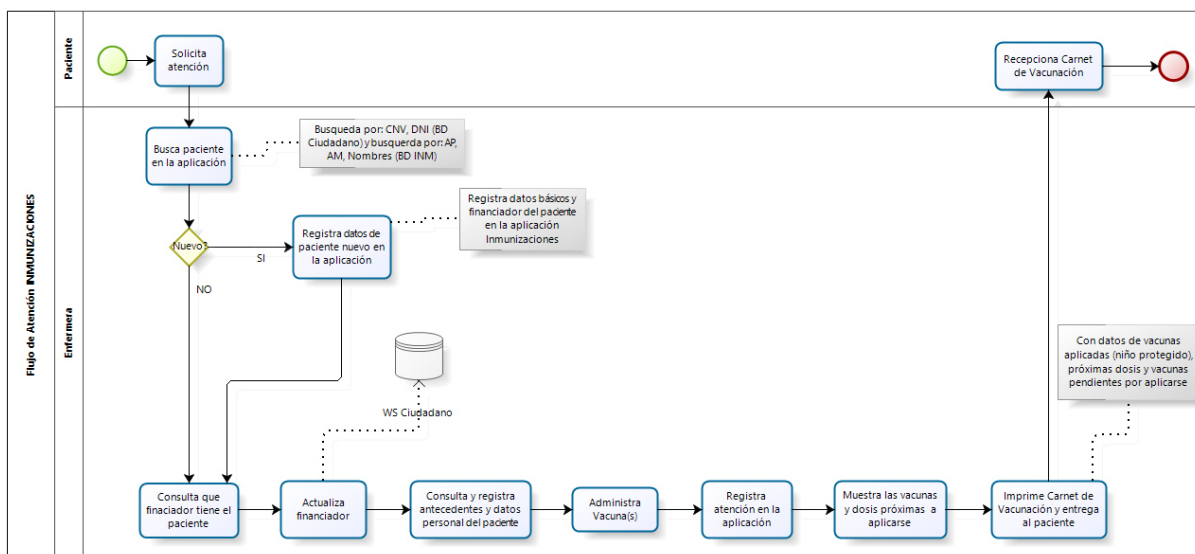 Flujo de Atención INMUNIZACIONES
Paciente
Solicita
atención
Recepciona Carnet
de Vacunación
Enfermera
Busca paciente
en la aplicación
Busqueda por: CNV, DNI (BD
Ciudadano) y busquerda por: AP,
AM, Nombres (BD INM)
Nuevo?
SI
NO
Registra datos de
paciente nuevo en
la aplicación
Registra datos básicos y
financiador del paciente
en la aplicación
Inmunizaciones
WS Ciudadano
Con datos de vacunas
aplicadas (niño protegido),
próximas dosis y vacunas
pendientes por aplicarse
Consulta que
finaciador tiene el
paciente
Actualiza
financiador
Consulta y registra
antecedentes y datos
personal del paciente
Administra
Vacuna(s)
Registra
atención en la
aplicación
Muestra las vacunas
y dosis próximas a
aplicarse
Imprime Carnet de
Vacunación y entrega
al paciente